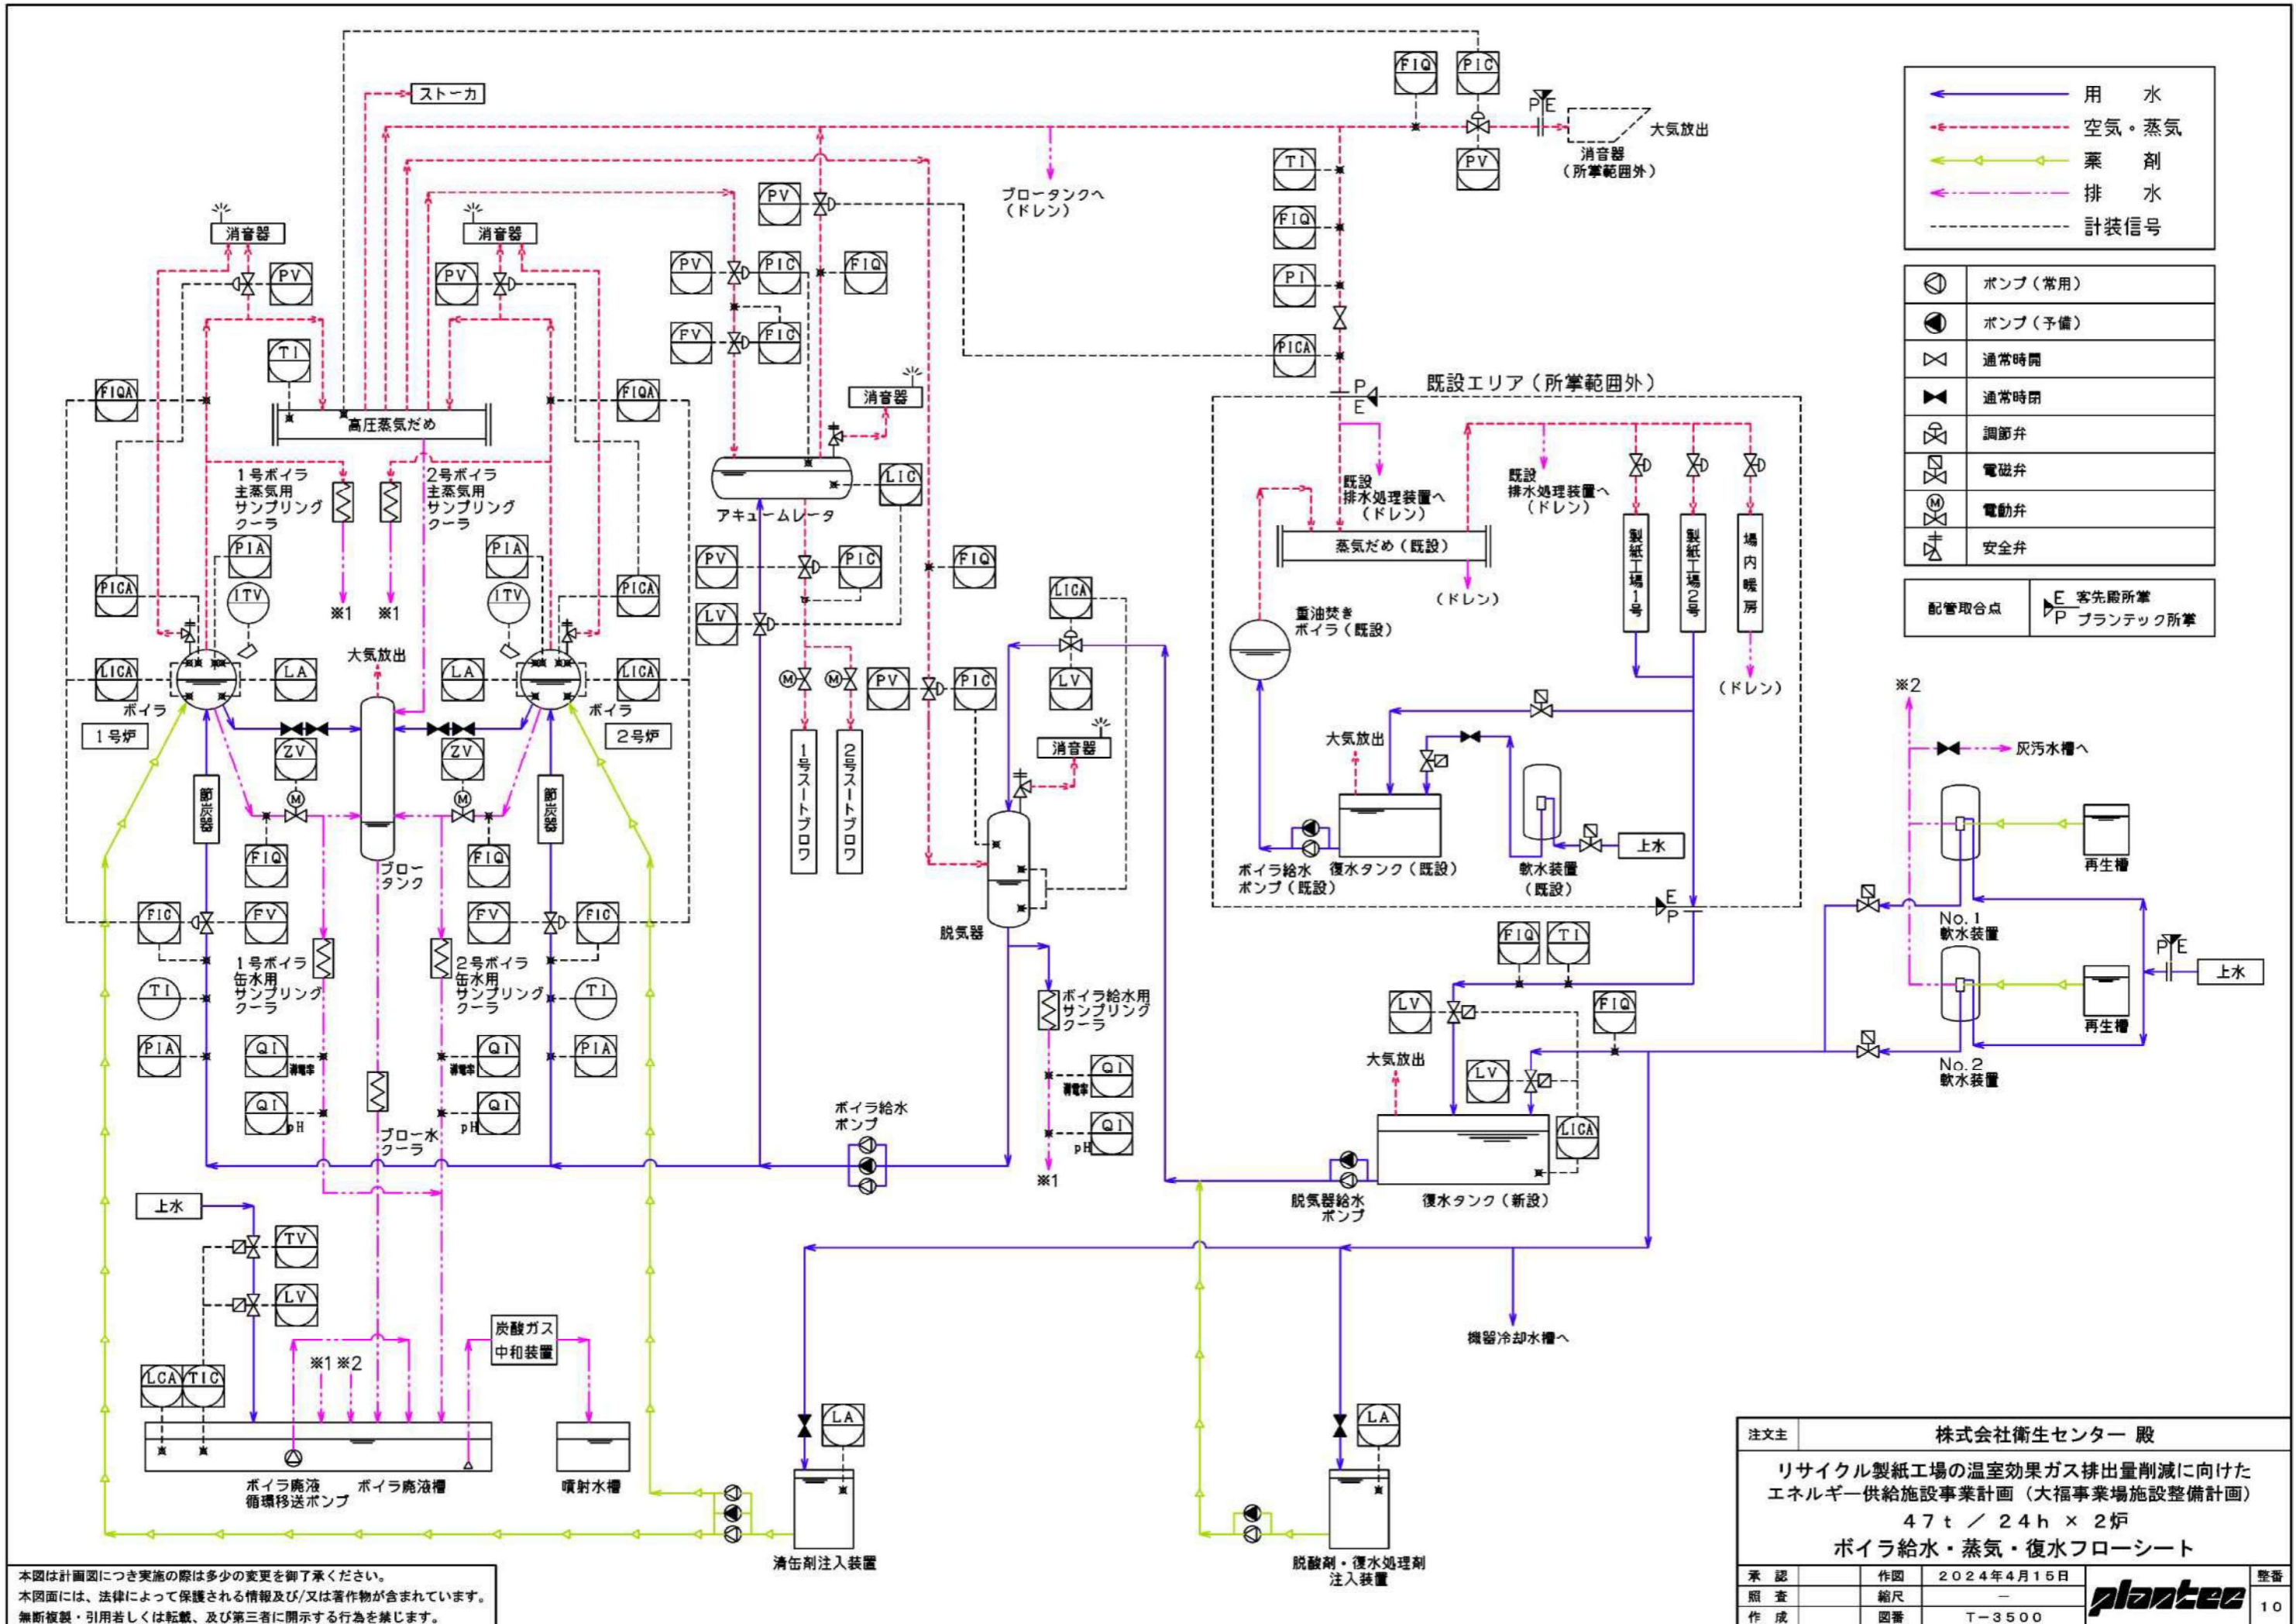 FIQ
PIC
ストーカ
P E
大気放出
消音器
(所掌範囲外)
PV
TI
FIQ
PI
PICA
P
E
ブロータンクへ
(ドレン)
用 水
空気・蒸気
薬 剤
排 水
計装信号
ポンプ(常用)
ポンプ(予備)
通常時開
通常時閉
調節弁
電磁弁
M
電動弁
安全弁
配管取合点
E 客先殿所掌
P プランテック所掌
消音器
消音器
PV
PV
TI
FIQA
FIQA
高圧蒸気だめ
1号ボイラ
主蒸気用
サンプリング
クーラ
2号ボイラ
主蒸気用
サンプリング
クーラ
PIA
PIA
PICA
PICA
ITV
ITV
※1
※1
LICA
LA
LA
LICA
大気放出
ボイラ
ボイラ
1号炉
2号炉
ZV
ZV
M
M
節炭器
節炭器
FIQ
FIQ
ブロー
タンク
FIC
FV
FV
FIC
1号ボイラ
缶水用
サンプリング
クーラ
2号ボイラ
缶水用
サンプリング
クーラ
TI
TI
PIA
QI
導電率
QI
導電率
PIA
QI
pH
QI
pH
ブロー水
クーラ
PV
PV
PIC
FIQ
FV
FIC
消音器
LIC
アキュームレータ
PV
PIC
FIQ
LV
LICA
M
M
PV
PIC
LV
1号スートブロワ
2号スートブロワ
消音器
脱気器
ボイラ給水用
サンプリング
クーラ
QI
導電率
QI
pH
※1
ボイラ給水
ポンプ
既設エリア(所掌範囲外)
既設
排水処理装置へ
(ドレン)
既設
排水処理装置へ
(ドレン)
蒸気だめ(既設)
(ドレン)
製紙工場1号
製紙工場2号
場内暖房
(ドレン)
重油焚き
ボイラ(既設)
大気放出
上水
ボイラ給水
ポンプ(既設)
復水タンク(既設)
軟水装置
(既設)
E
P
※2
灰汚水槽へ
再生槽
No.1
軟水装置
P E
上水
再生槽
No.2
軟水装置
FIQ
TI
LV
FIQ
大気放出
LV
LICA
脱気器給水
ポンプ
復水タンク(新設)
機器冷却水槽へ
上水
TV
LV
LCA
TIC
※1 ※2
炭酸ガス
中和装置
ボイラ廃液
循環移送ポンプ
ボイラ廃液槽
噴射水槽
LA
清缶剤注入装置
LA
脱酸剤・復水処理剤
注入装置
本図は計画図につき実施の際は多少の変更を御了承ください。
本図面には、法律によって保護される情報及び/又は著作物が含まれています。
無断複製・引用若しくは転載、及び第三者に開示する行為を禁じます。
注文主 株式会社衛生センター 殿
リサイクル製紙工場の温室効果ガス排出量削減に向けた
エネルギー供給施設事業計画(大福事業場施設整備計画)
47t / 24h × 2炉
ボイラ給水・蒸気・復水フローシート
承認 作図 2024年4月15日 plantec 整番
照査 縮尺 — 10
作成 図番 T-3500